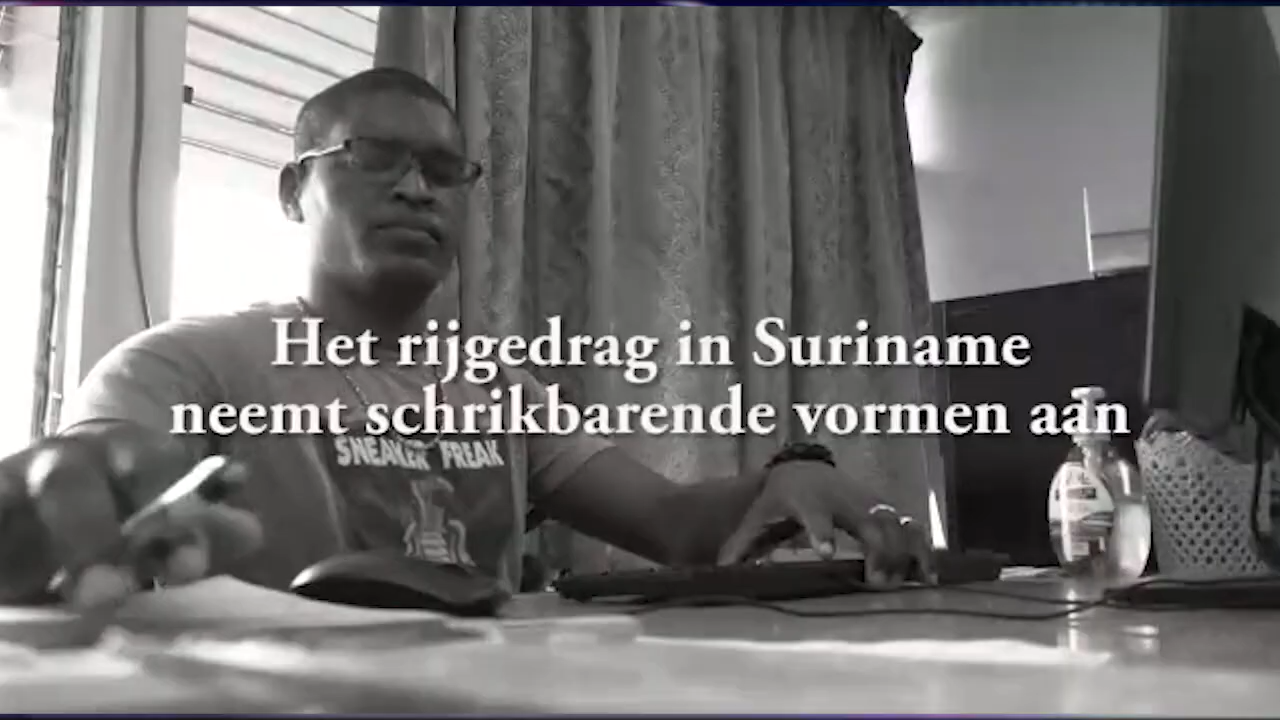 Het rijgedrag in Suriname
neemt schrikbarende vormen aan
SNEAKER FREAK